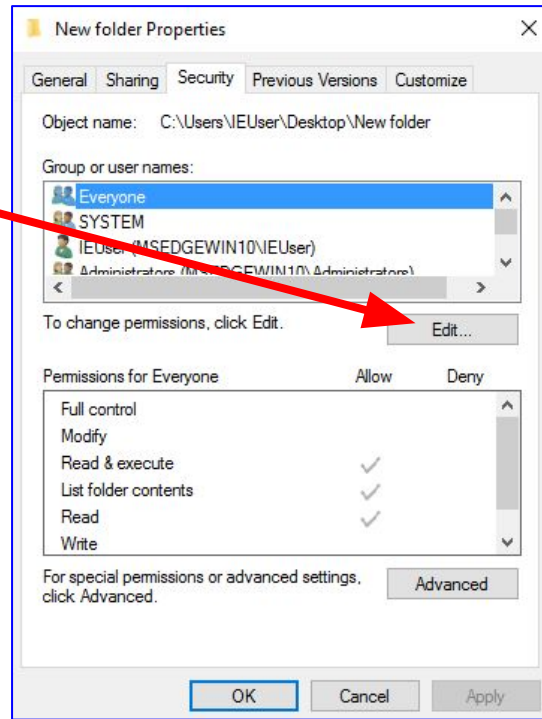 New folder Properties
General Sharing Security Previous Versions Customize
Object name: C:\Users\IEUser\Desktop\New folder
Group or user names:
Everyone
SYSTEM
IEUser (MSEDGEWIN10\IEUser)
Administrators (MSEDGEWIN10\Administrators)
To change permissions, click Edit.
Edit...
Permissions for Everyone Allow Deny
Full control
Modify
Read & execute
List folder contents
Read
Write
For special permissions or advanced settings,
click Advanced.
Advanced
OK Cancel Apply